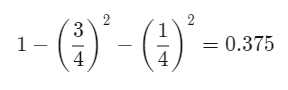 1 − (3/4)² − (1/4)² = 0.375